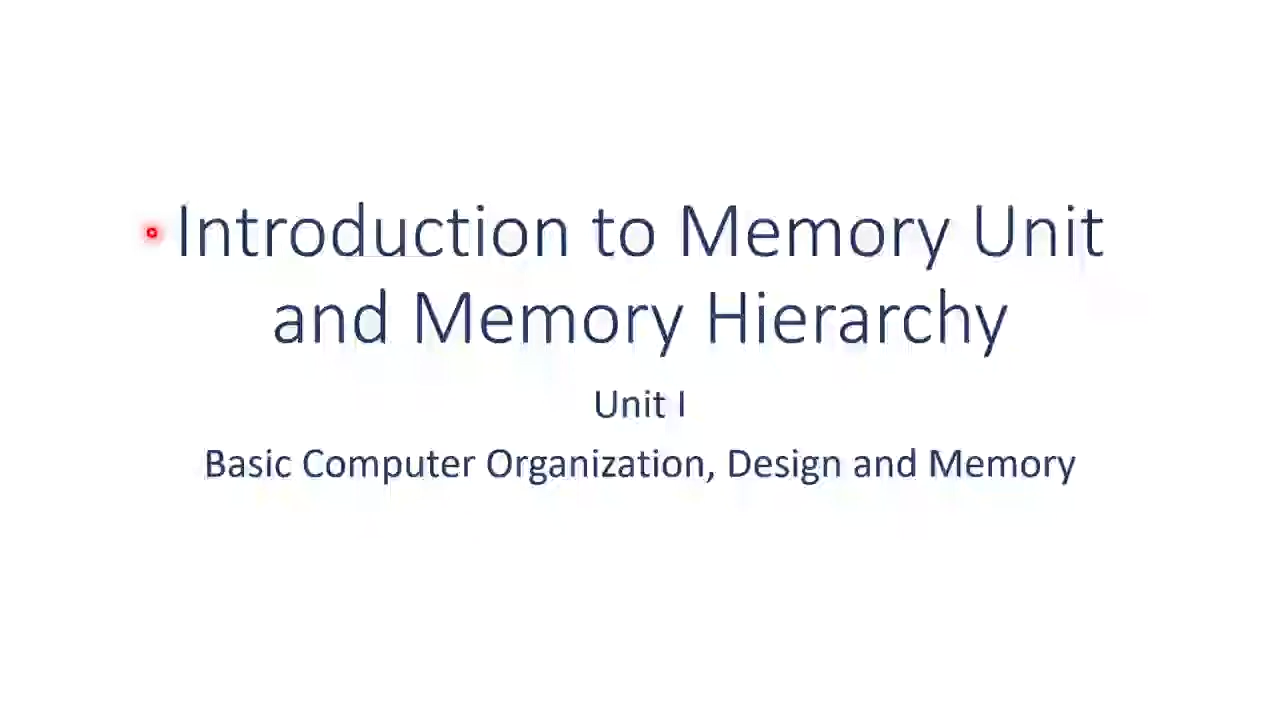 Introduction to Memory Unit
and Memory Hierarchy
Unit I
Basic Computer Organization, Design and Memory